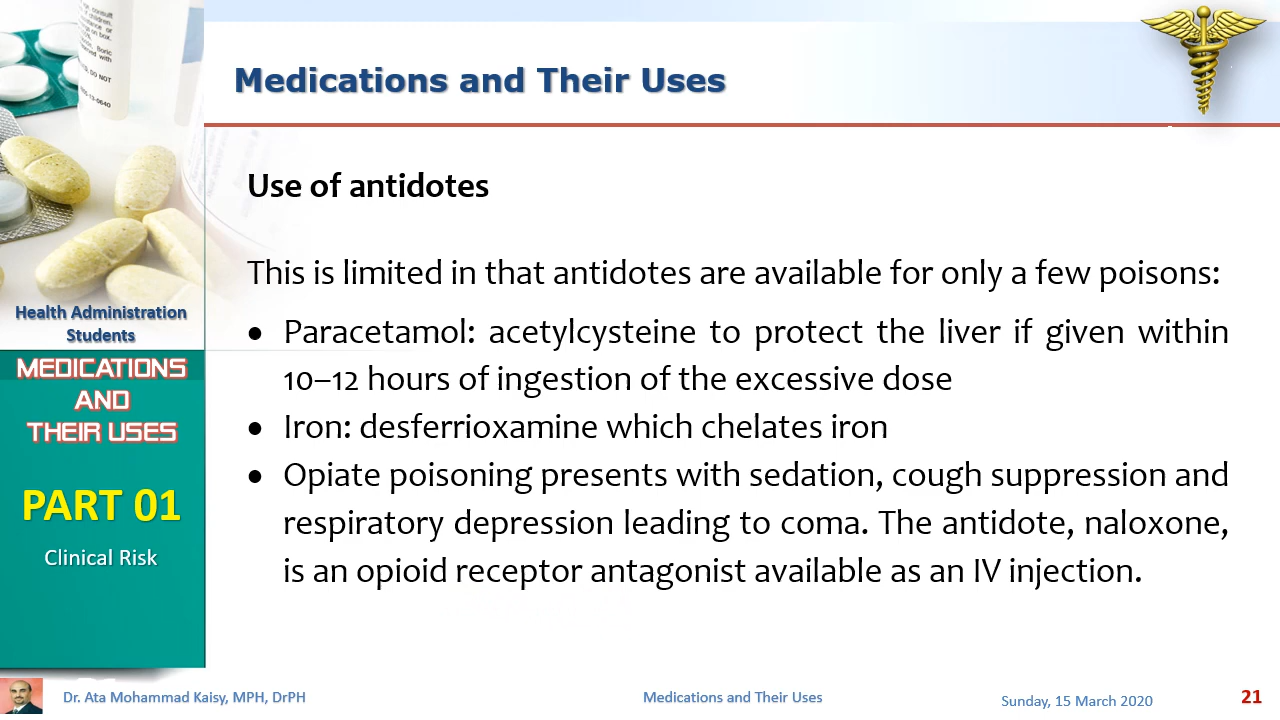 Medications and Their Uses
Use of antidotes
This is limited in that antidotes are available for only a few poisons:
• Paracetamol: acetylcysteine to protect the liver if given within
10–12 hours of ingestion of the excessive dose
• Iron: desferrioxamine which chelates iron
• Opiate poisoning presents with sedation, cough suppression and
respiratory depression leading to coma. The antidote, naloxone,
is an opioid receptor antagonist available as an IV injection.
Health Administration
Students
MEDICATIONS
AND
THEIR USES
PART 01
Clinical Risk
Dr. Ata Mohammad Kaisy, MPH, DrPH
Medications and Their Uses
Sunday, 15 March 2020
21